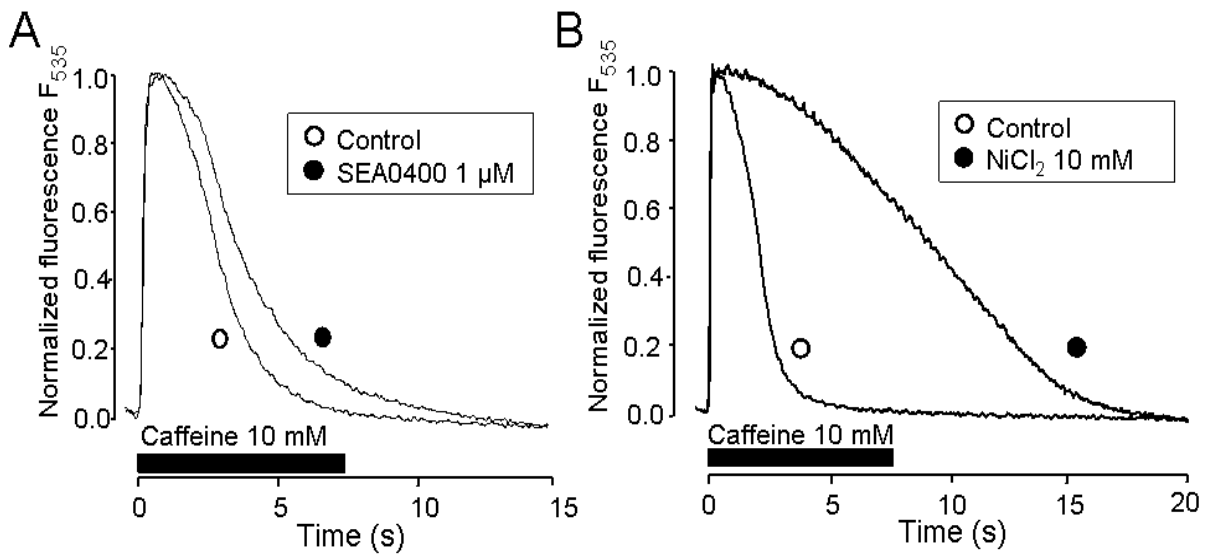 A
Normalized fluorescence F535
1.0
0.8
0.6
0.4
0.2
0.0
Control
SEA0400 1 µM
Caffeine 10 mM
0 5 10 15
Time (s)
B
Normalized fluorescence F535
1.0
0.8
0.6
0.4
0.2
0.0
Control
NiCl2 10 mM
Caffeine 10 mM
0 5 10 15 20
Time (s)